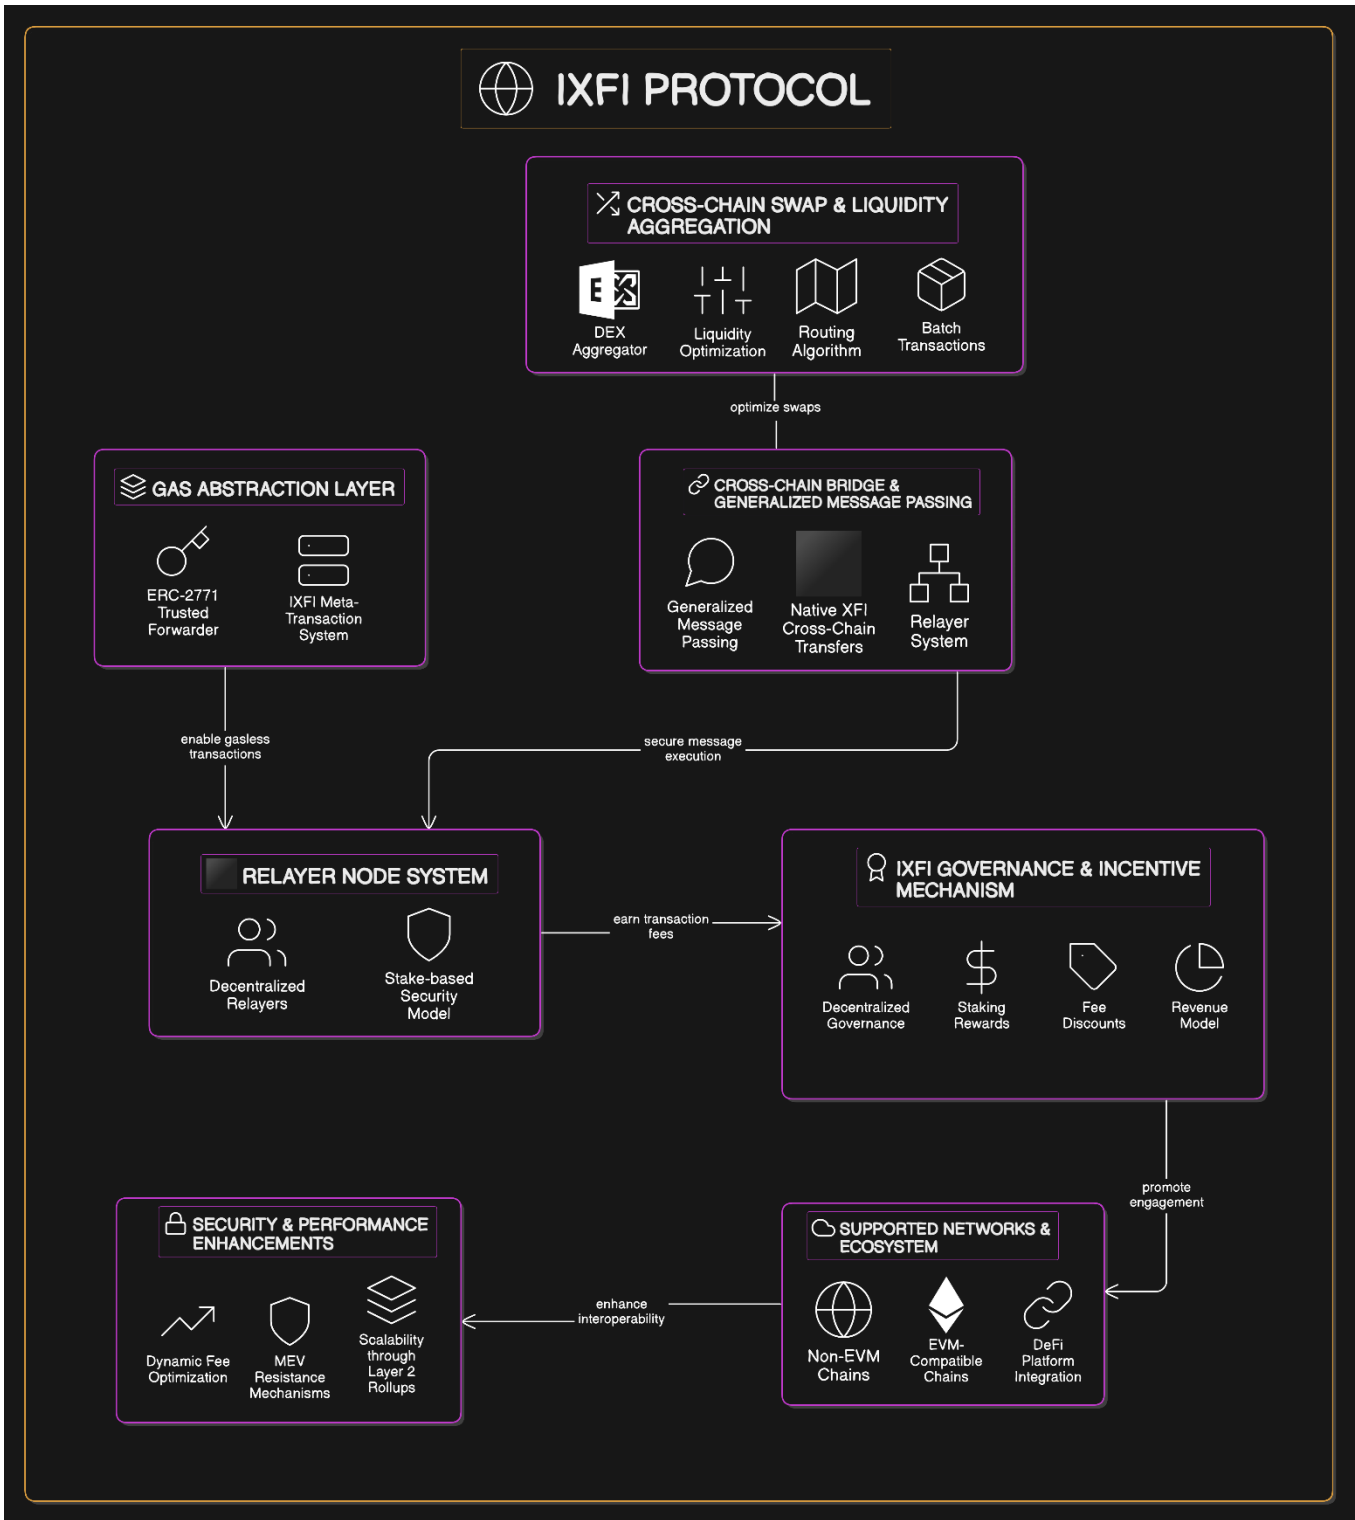 IXFI PROTOCOL
CROSS-CHAIN SWAP & LIQUIDITY
AGGREGATION
E
DEX
Aggregator
Liquidity
Optimization
Routing
Algorithm
Batch
Transactions
optimize swaps
GAS ABSTRACTION LAYER
ERC-2771
Trusted
Forwarder
IXFI Meta-
Transaction
System
CROSS-CHAIN BRIDGE &
GENERALIZED MESSAGE PASSING
Generalized
Message
Passing
Native XFI
Cross-Chain
Transfers
Relayer
System
enable gasless
transactions
secure message
execution
RELAYER NODE SYSTEM
Decentralized
Relayers
Stake-based
Security
Model
earn transaction
fees
IXFI GOVERNANCE & INCENTIVE
MECHANISM
Decentralized
Governance
Staking
Rewards
Fee
Discounts
Revenue
Model
promote
engagement
SECURITY & PERFORMANCE
ENHANCEMENTS
Dynamic Fee
Optimization
MEV
Resistance
Mechanisms
Scalability
through
Layer 2
Rollups
enhance
interoperability
SUPPORTED NETWORKS &
ECOSYSTEM
Non-EVM
Chains
EVM-
Compatible
Chains
DeFi
Platform
Integration